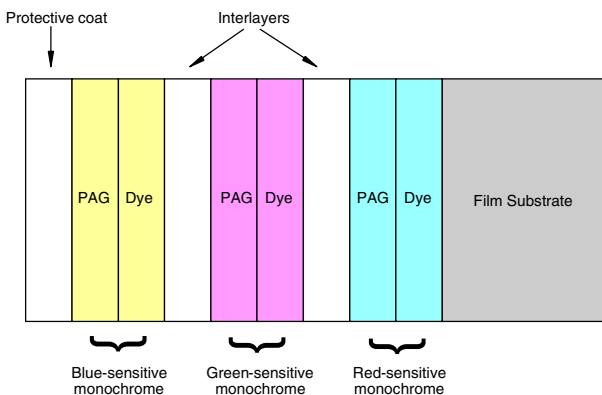 Protective coat
Interlayers
PAG
Dye
PAG
Dye
PAG
Dye
Film Substrate
Blue-sensitive
monochrome
Green-sensitive
monochrome
Red-sensitive
monochrome